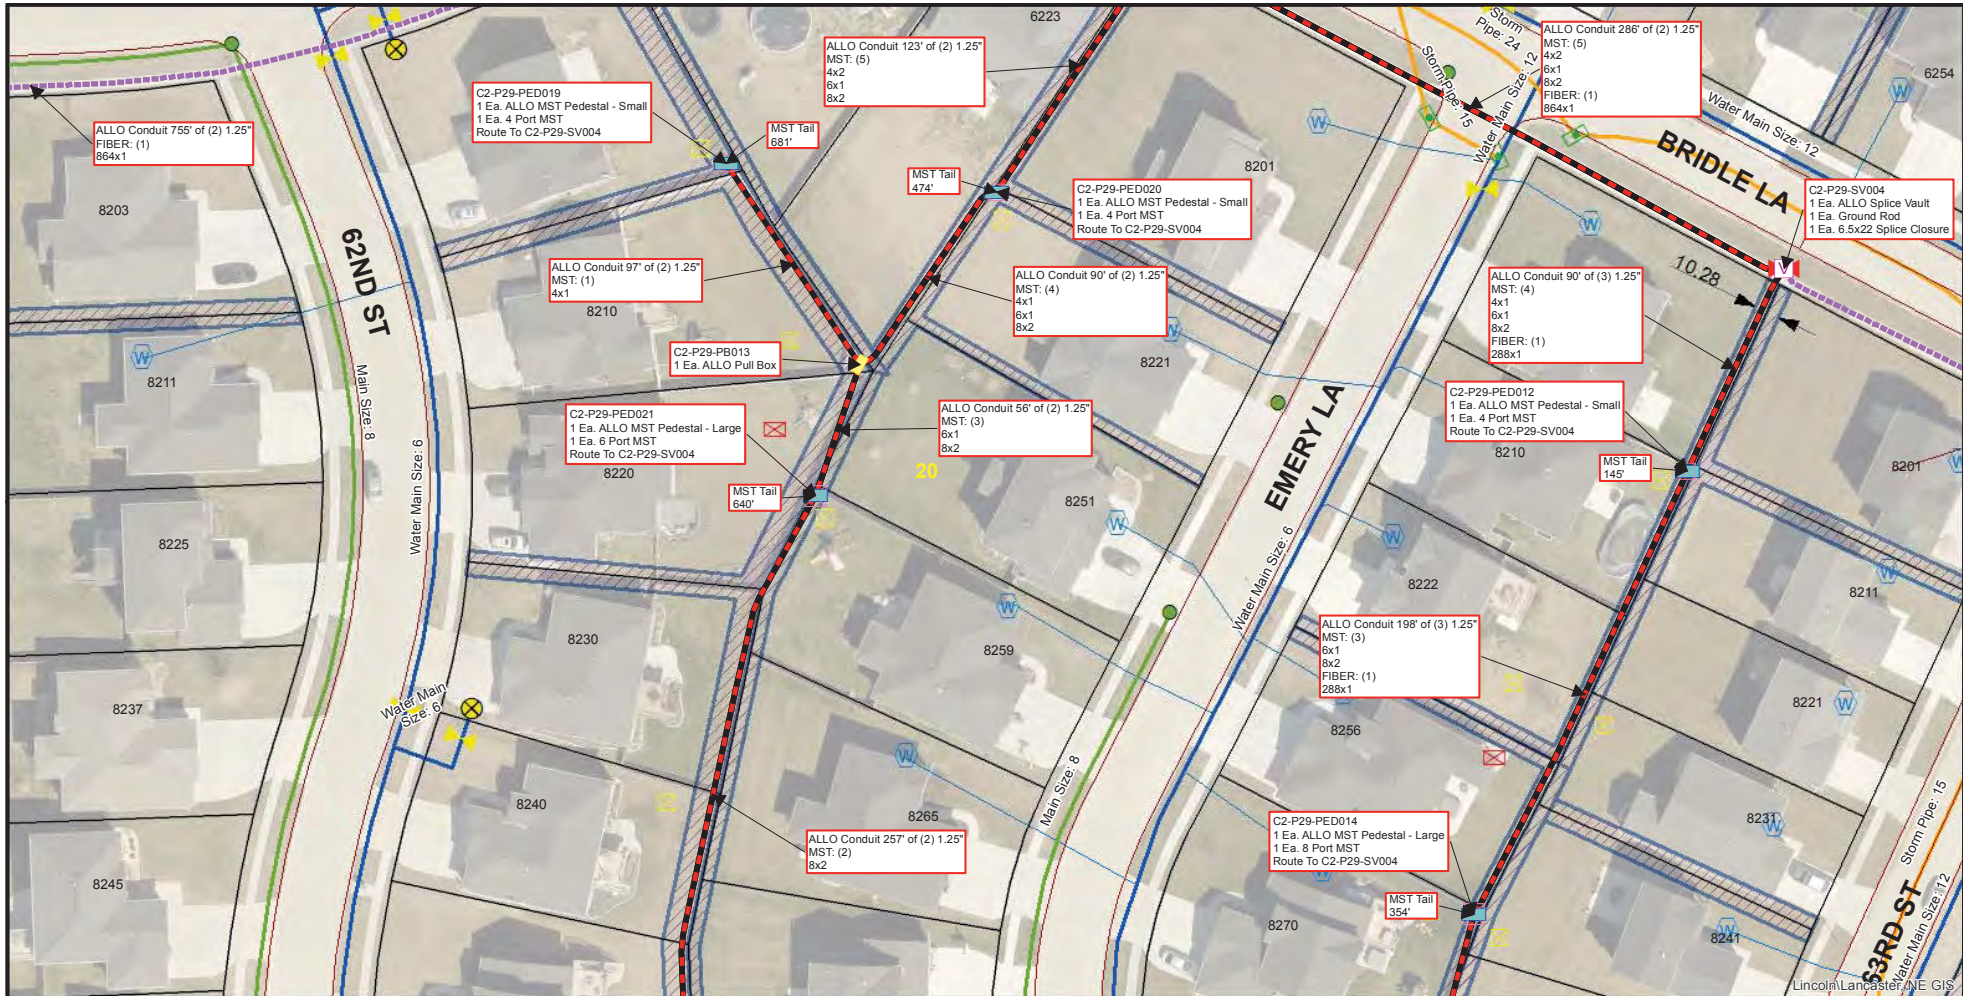 6223
ALLO Conduit 286' of (2) 1.25"
MST: (5)
4x2
6x1
8x2
FIBER: (1)
864x1
Storm
Pipe: 24
ALLO Conduit 123' of (2) 1.25"
MST: (5)
4x2
6x1
8x2
Storm Pipe: 15
Water Main Size: 12
6254
Water Main Size: 12
C2-P29-PED019
1 Ea. ALLO MST Pedestal - Small
1 Ea. 4 Port MST
Route To C2-P29-SV004
MST Tail
681'
ALLO Conduit 755' of (2) 1.25"
FIBER: (1)
864x1
BRIDLE LA
8201
MST Tail
474'
C2-P29-PED020
1 Ea. ALLO MST Pedestal - Small
1 Ea. 4 Port MST
Route To C2-P29-SV004
C2-P29-SV004
1 Ea. ALLO Splice Vault
1 Ea. Ground Rod
1 Ea. 6.5x22 Splice Closure
8203
62ND ST
ALLO Conduit 97' of (2) 1.25"
MST: (1)
4x1
8210
ALLO Conduit 90' of (2) 1.25"
MST: (4)
4x1
6x1
8x2
ALLO Conduit 90' of (3) 1.25"
MST: (4)
4x1
6x1
8x2
FIBER: (1)
288x1
10.28
C2-P29-PB013
1 Ea. ALLO Pull Box
W
W
W
W
W
8221
8211
Main Size: 8
C2-P29-PED021
1 Ea. ALLO MST Pedestal - Large
1 Ea. 6 Port MST
Route To C2-P29-SV004
ALLO Conduit 56' of (2) 1.25"
MST: (3)
6x1
8x2
C2-P29-PED012
1 Ea. ALLO MST Pedestal - Small
1 Ea. 4 Port MST
Route To C2-P29-SV004
EMERY LA
8210
8201
W
MST Tail
145'
8220
20
MST Tail
640'
8251
W
Water Main Size: 6
8225
W
Water Main Size: 6
8222
W
8211
8230
W
8259
ALLO Conduit 198' of (3) 1.25"
MST: (3)
6x1
8x2
FIBER: (1)
288x1
8237
Water Main
Size: 6
8221
W
8256
W
8240
Main Size: 8
8265
8231
W
Storm Pipe: 15
ALLO Conduit 257' of (2) 1.25"
MST: (2)
8x2
C2-P29-PED014
1 Ea. ALLO MST Pedestal - Large
1 Ea. 8 Port MST
Route To C2-P29-SV004
W
8245
MST Tail
354'
8270
W
8241
63RD ST
Water Main Size: 12
Lincoln\Lancaster, NE GIS